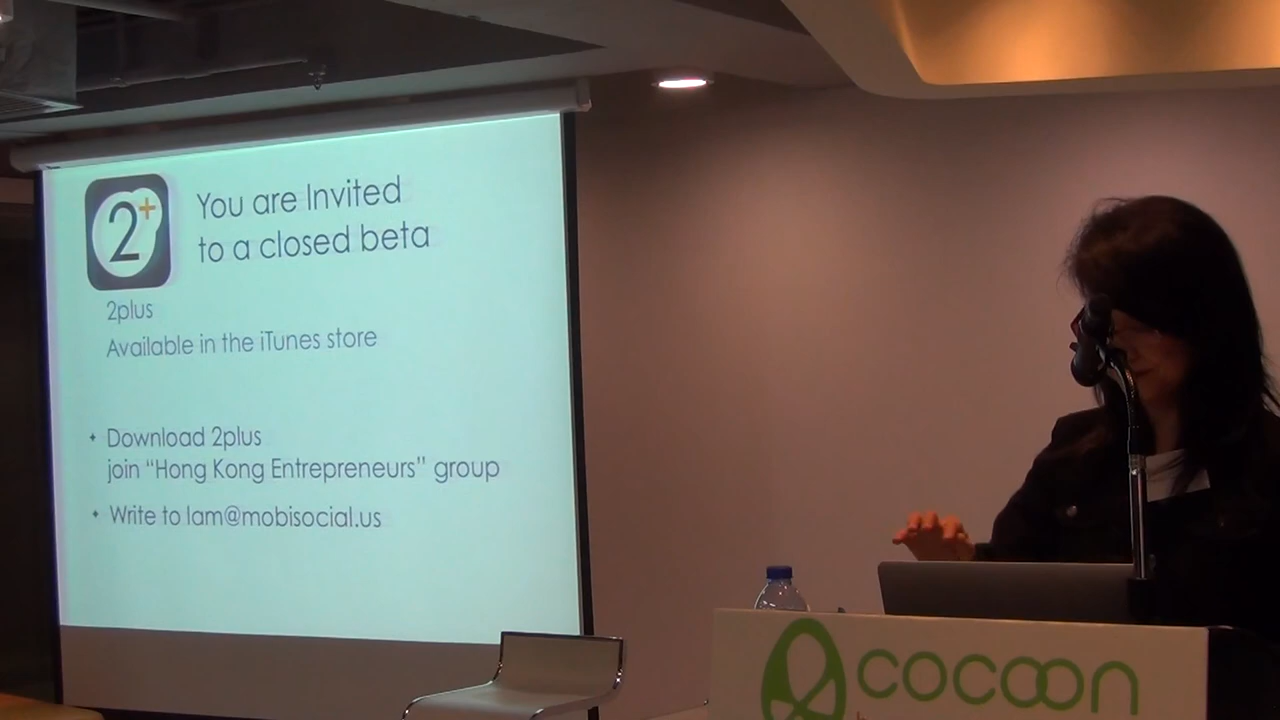 2+
You are Invited
to a closed beta
2plus
Available in the iTunes store
+ Download 2plus
join “Hong Kong Entrepreneurs” group
+ Write to lam@mobisocial.us
cocoon